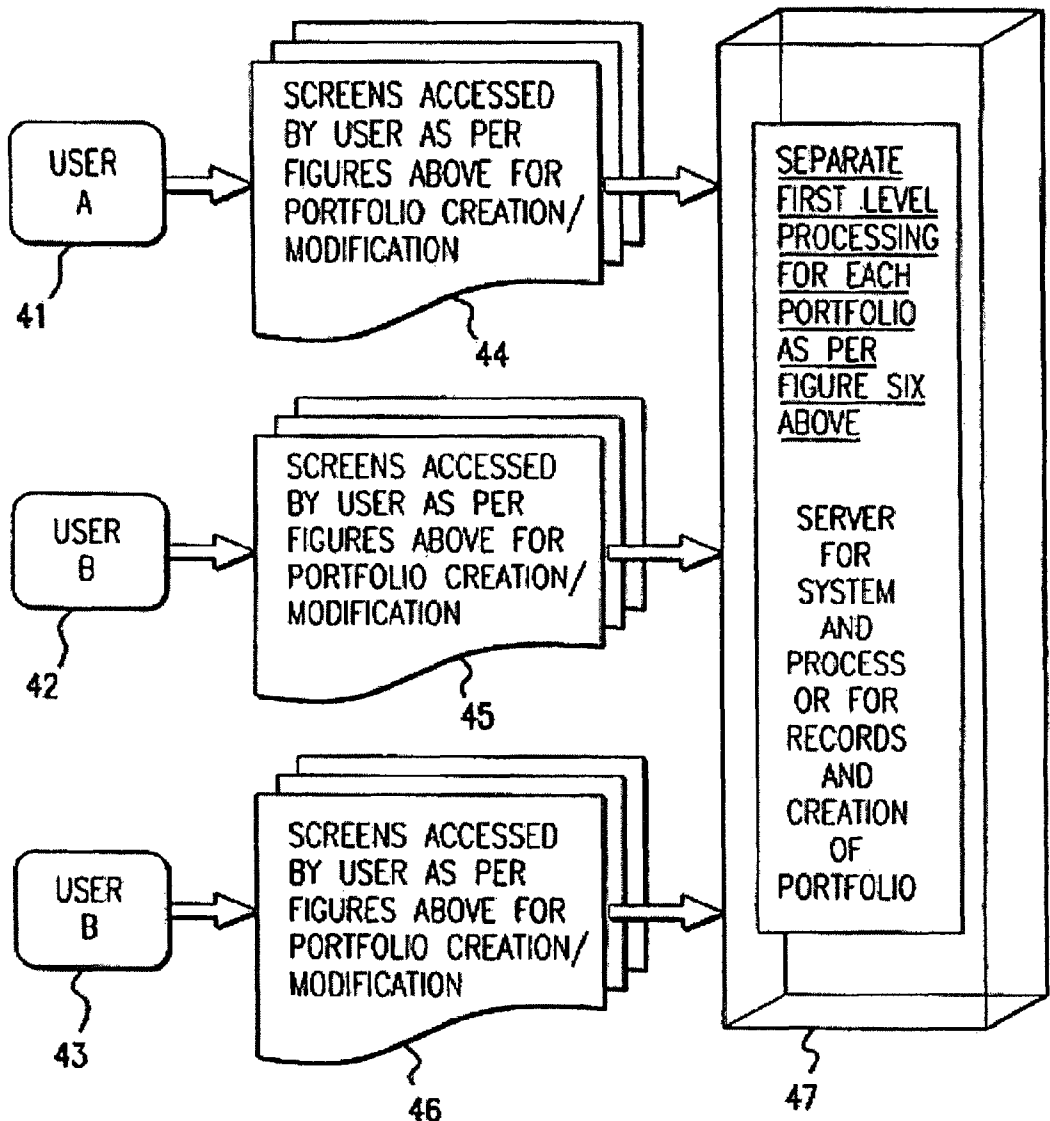 USER
A
41
SCREENS ACCESSED
BY USER AS PER
FIGURES ABOVE FOR
PORTFOLIO CREATION/
MODIFICATION
44
USER
B
42
SCREENS ACCESSED
BY USER AS PER
FIGURES ABOVE FOR
PORTFOLIO CREATION/
MODIFICATION
45
USER
B
43
SCREENS ACCESSED
BY USER AS PER
FIGURES ABOVE FOR
PORTFOLIO CREATION/
MODIFICATION
46
SEPARATE
FIRST LEVEL
PROCESSING
FOR EACH
PORTFOLIO
AS PER
FIGURE SIX
ABOVE
SERVER
FOR
SYSTEM
AND
PROCESS
OR FOR
RECORDS
AND
CREATION
OF
PORTFOLIO
47